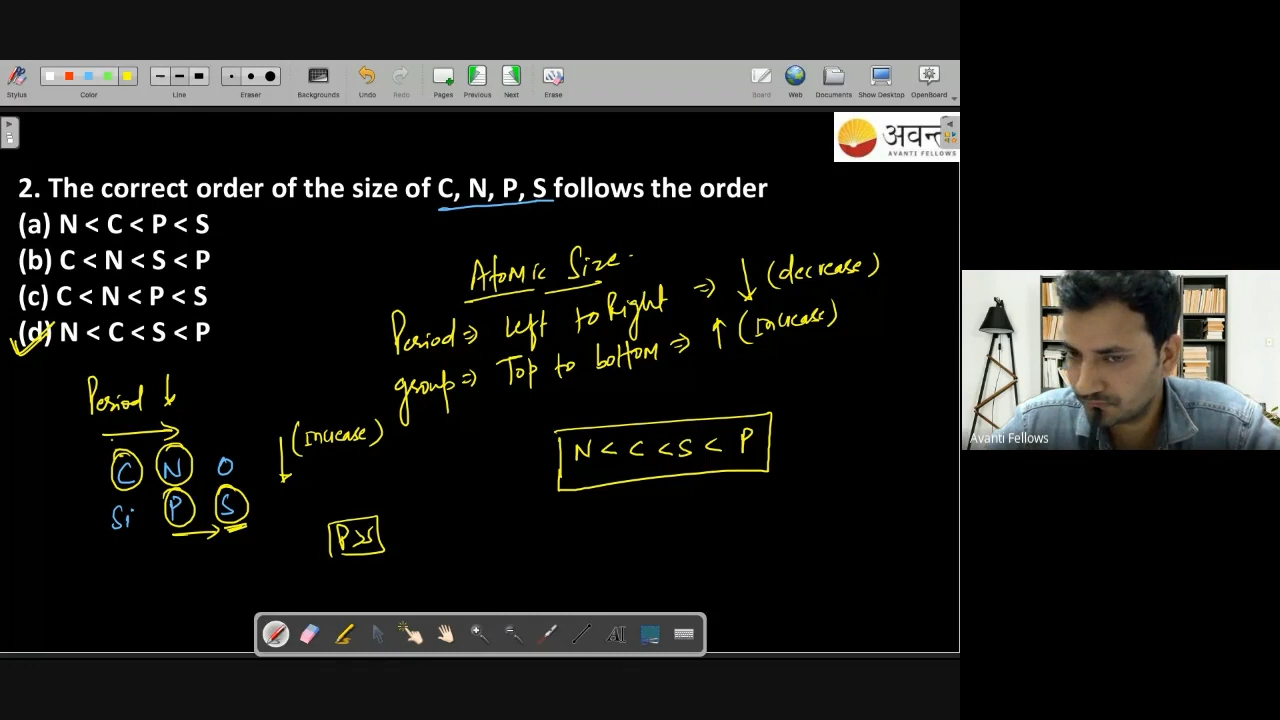 Stylus
Color
Line
Eraser
Backgrounds
Undo
Redo
Pages
Previous
Next
Erase
Board
Web
Documents
Show Desktop
OpenBoard
अवन्त
AVANTI FELLOWS
2. The correct order of the size of C, N, P, S follows the order
(a) N < C < P < S
(b) C < N < S < P
(c) C < N < P < S
(d) N < C < S < P
Atomic Size
Period ⇒ Left to Right ⇒ ↓ (decrease)
group ⇒ Top to bottom ⇒ ↑ (Increase)
Period ↓
↓ (Increase)
C N O
Si P S
P>S
N < C < S < P
Avanti Fellows
AI